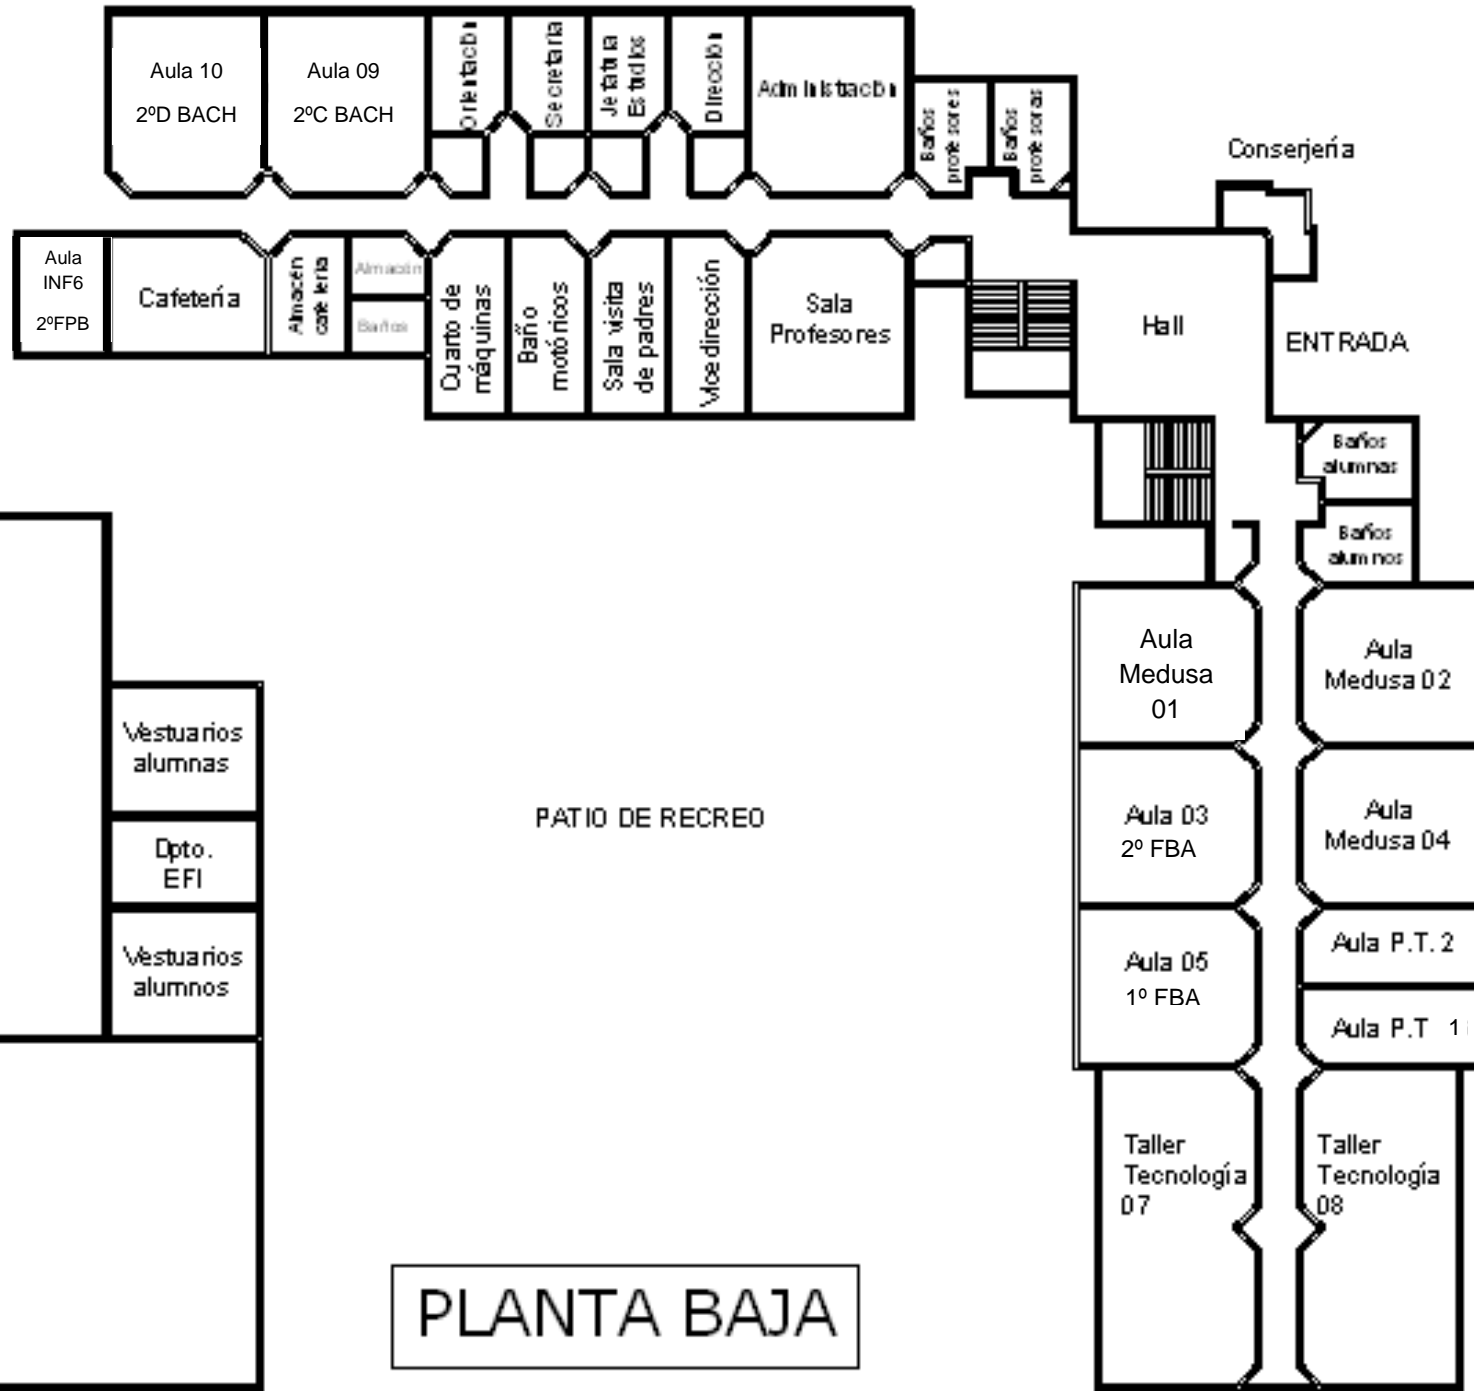 Aula 10
2ºD BACH
Aula 09
2ºC BACH
Orientación
Secretaria
Jefatura
Estudios
Dirección
Administración
Baños
profesores
Baños
profesoras
Conserjería
Aula
INF6
2ºFPB
Cafetería
Almacén
cafetería
Almacén
Baños
Cuarto de
máquinas
Baño
motóricos
Sala visita
de padres
Vicedirección
Sala
Profesores
Hall
ENTRADA
Baños
alumnas
Baños
alumnos
Aula
Medusa
01
Aula
Medusa 02
Vestuarios
alumnas
Dpto.
EFI
Vestuarios
alumnos
PATIO DE RECREO
Aula 03
2º FBA
Aula
Medusa 04
Aula 05
1º FBA
Aula P.T. 2
Aula P.T 1
Taller
Tecnología
07
Taller
Tecnología
08
PLANTA BAJA